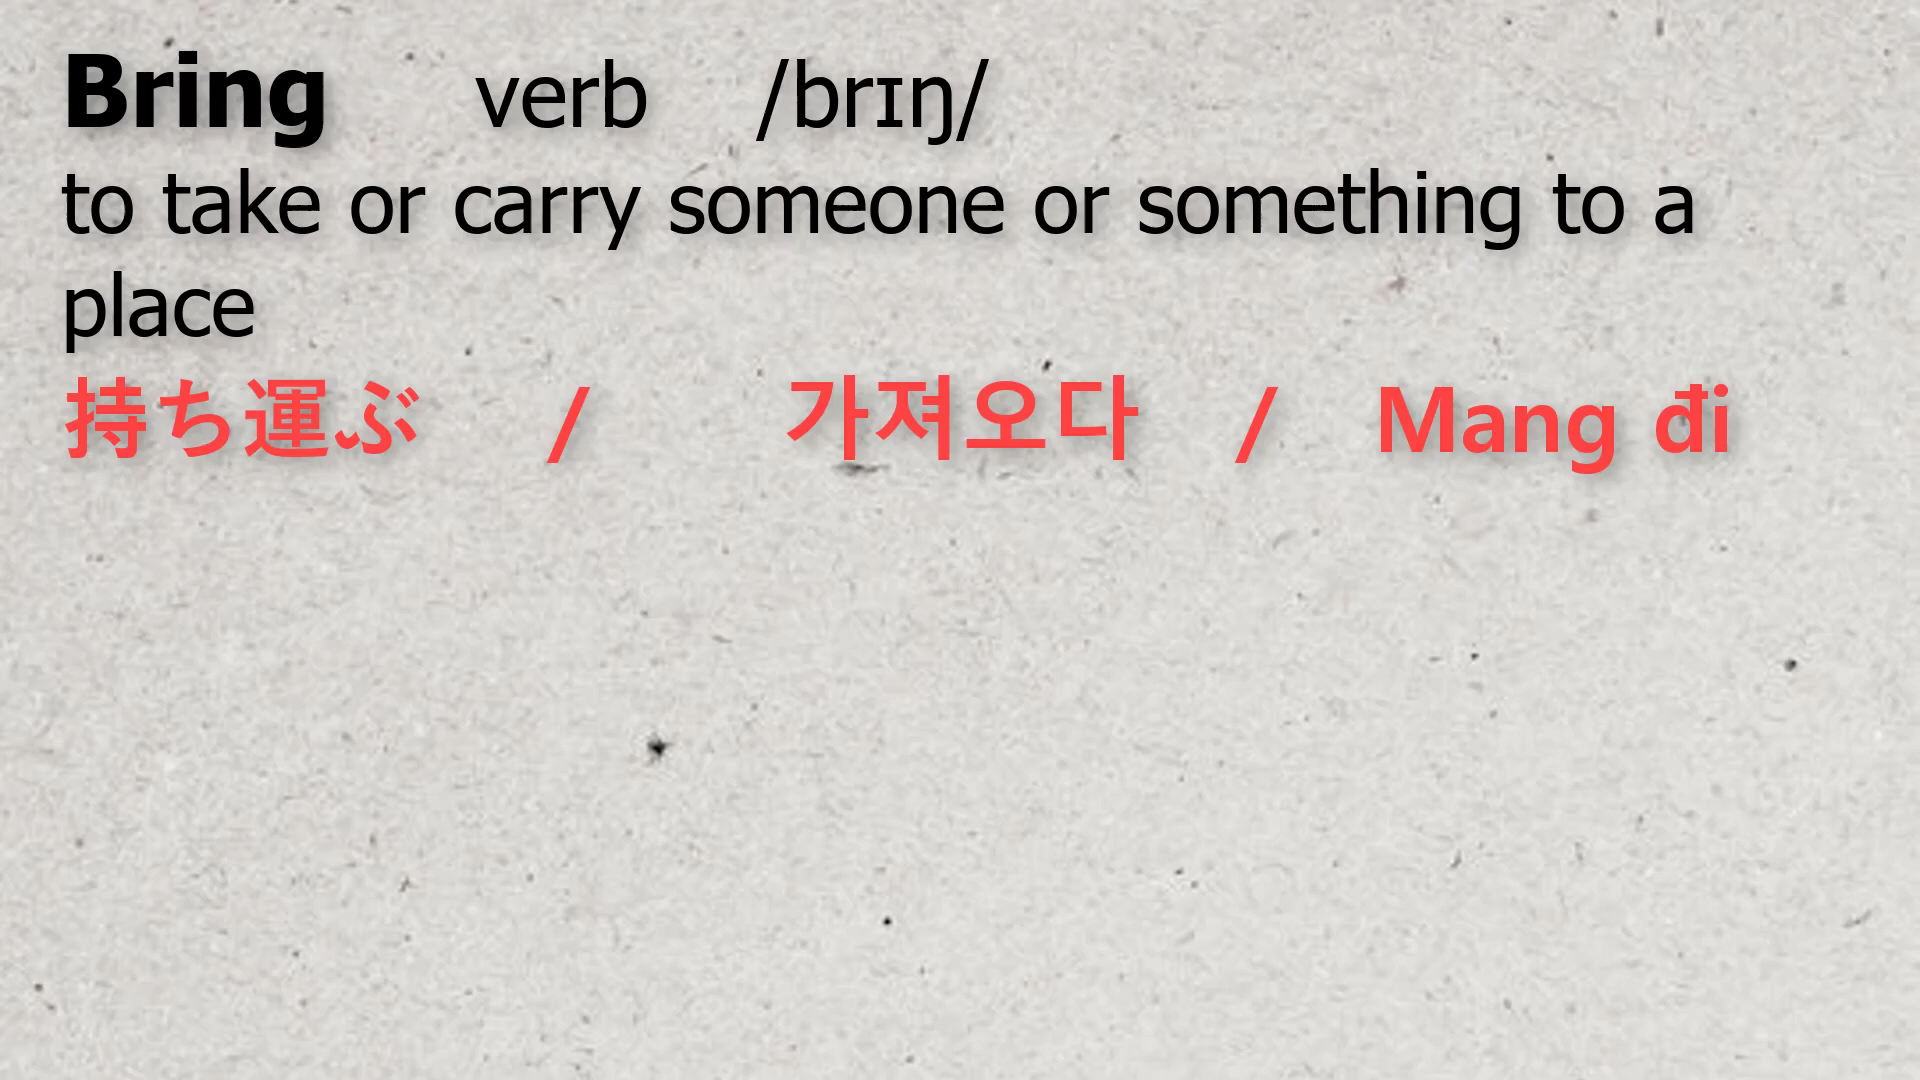 Bring verb /brɪŋ/
to take or carry someone or something to a
place
持ち運ぶ / 가져오다 / Mang đi